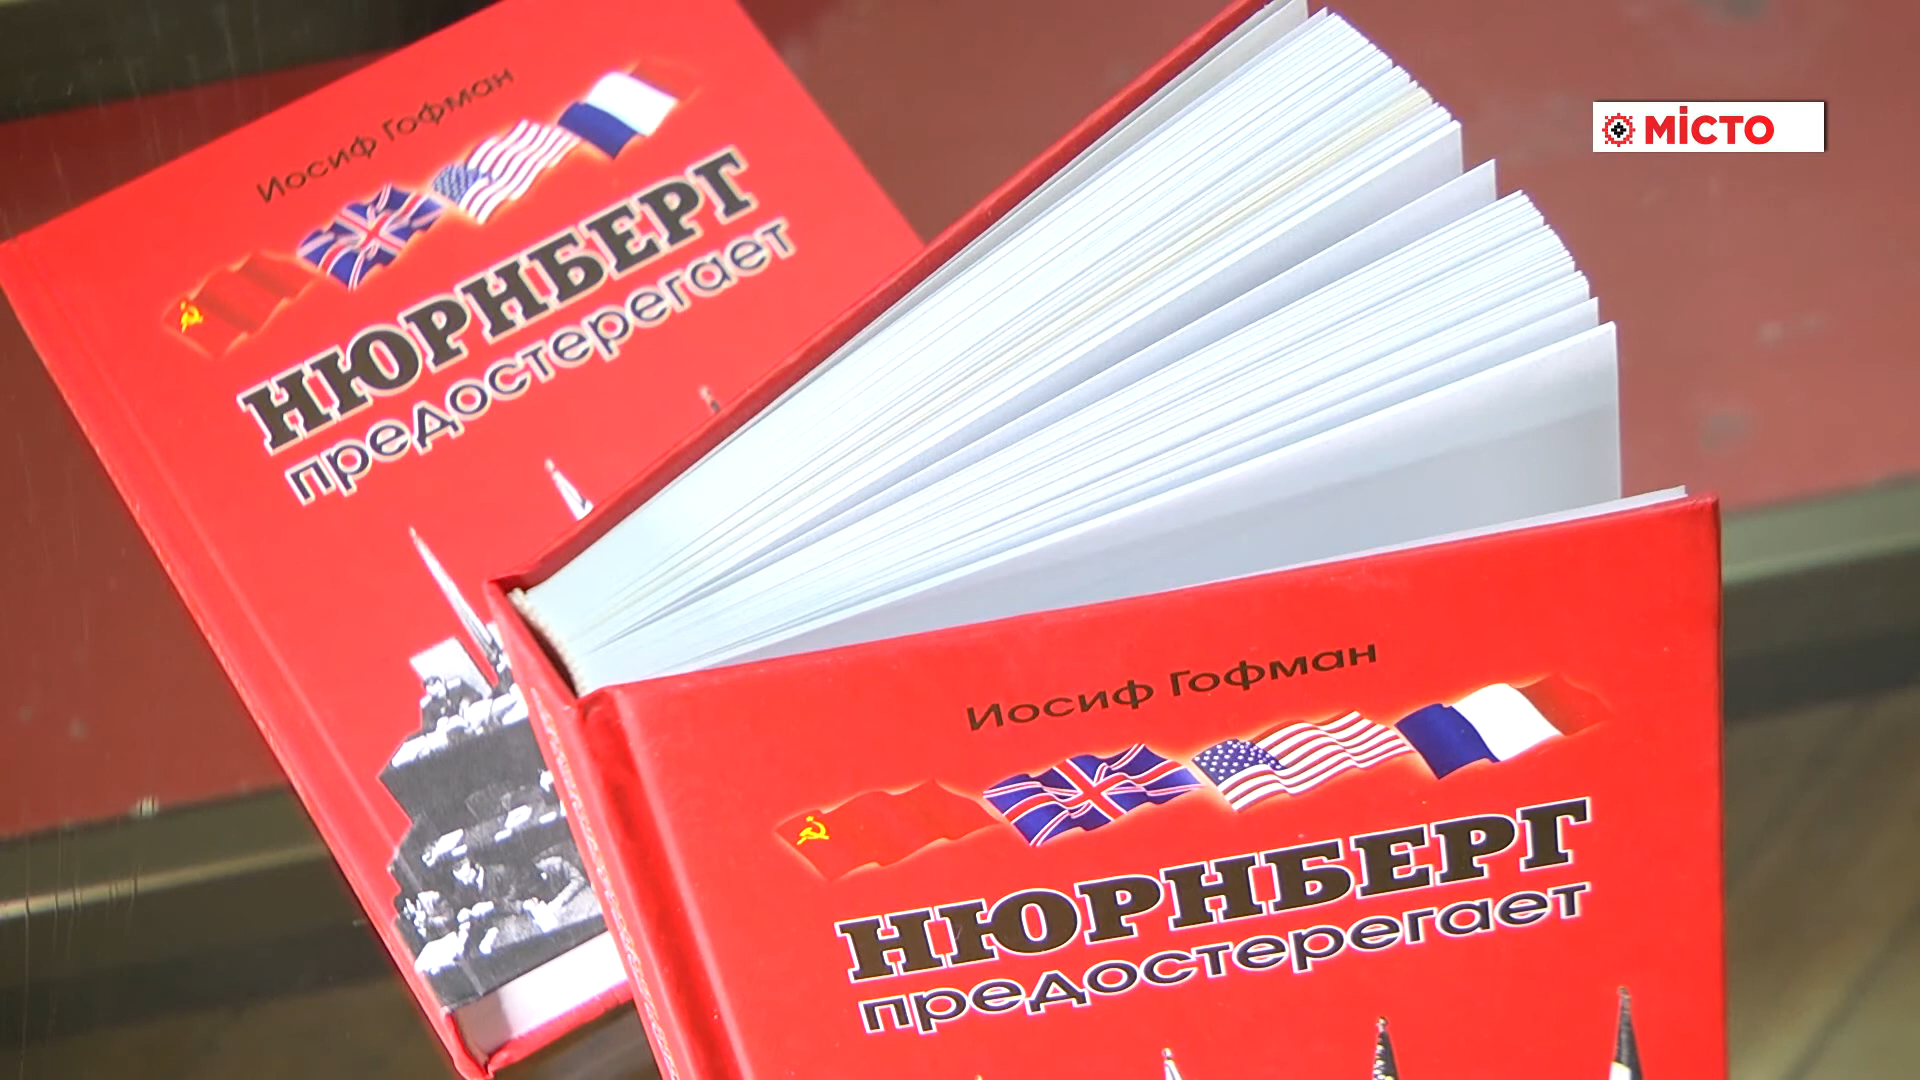 Иосиф Гофман
НЮРНБЕРГ
предостерегает
МІСТО
Иосиф Гофман
НЮРНБЕРГ
предостерегает